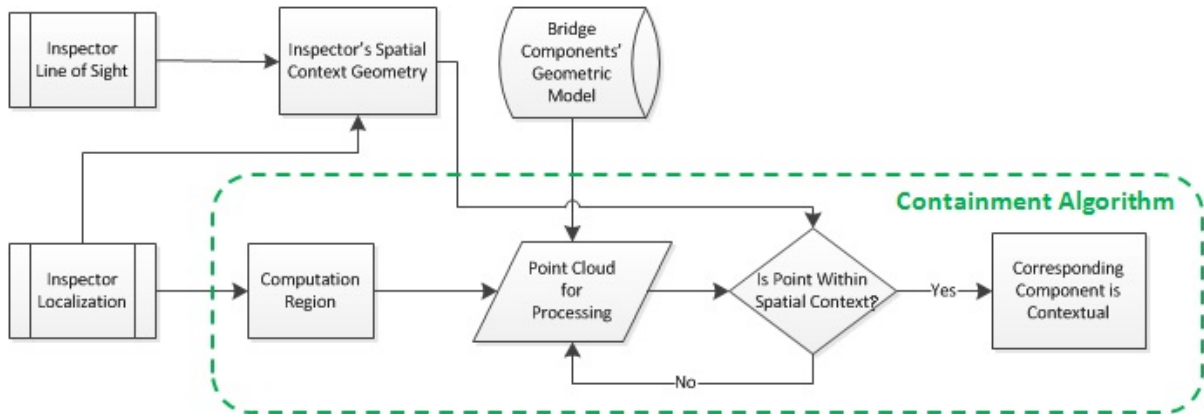 Inspector
Line of Sight
Inspector's Spatial
Context Geometry
Bridge
Components'
Geometric
Model
Containment Algorithm
Inspector
Localization
Computation
Region
Point Cloud
for
Processing
Is Point Within
Spatial Context?
Yes
Corresponding
Component is
Contextual
No